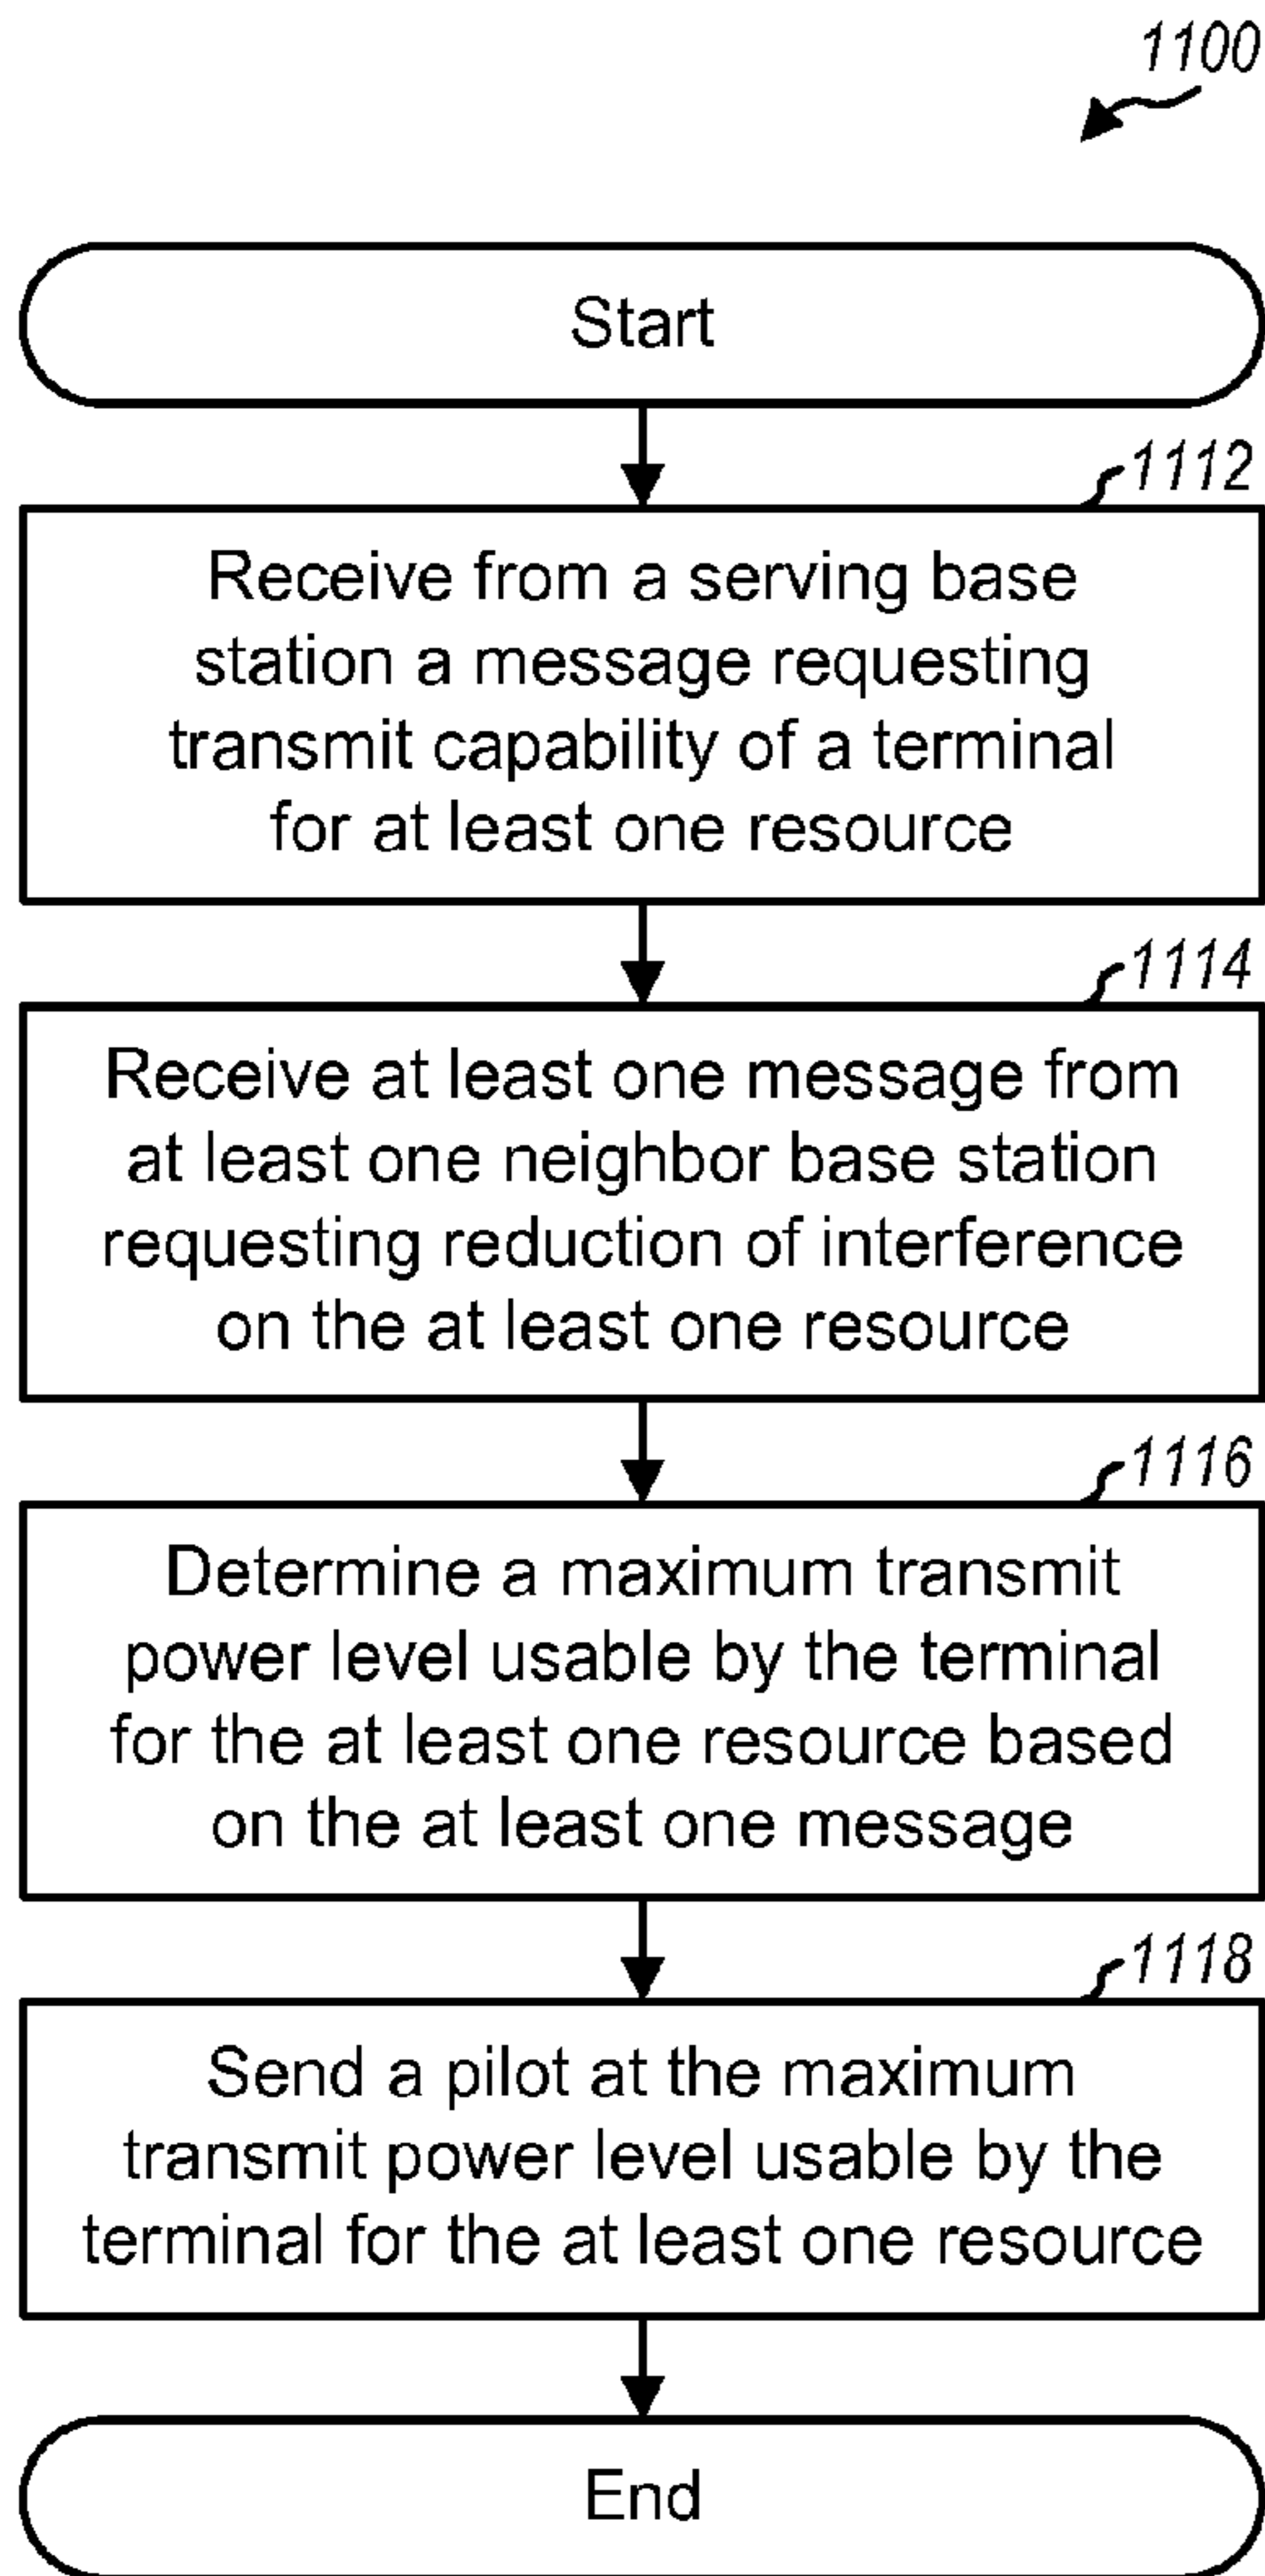 1100
Start
1112
Receive from a serving base
station a message requesting
transmit capability of a terminal
for at least one resource
1114
Receive at least one message from
at least one neighbor base station
requesting reduction of interference
on the at least one resource
1116
Determine a maximum transmit
power level usable by the terminal
for the at least one resource based
on the at least one message
1118
Send a pilot at the maximum
transmit power level usable by the
terminal for the at least one resource
End